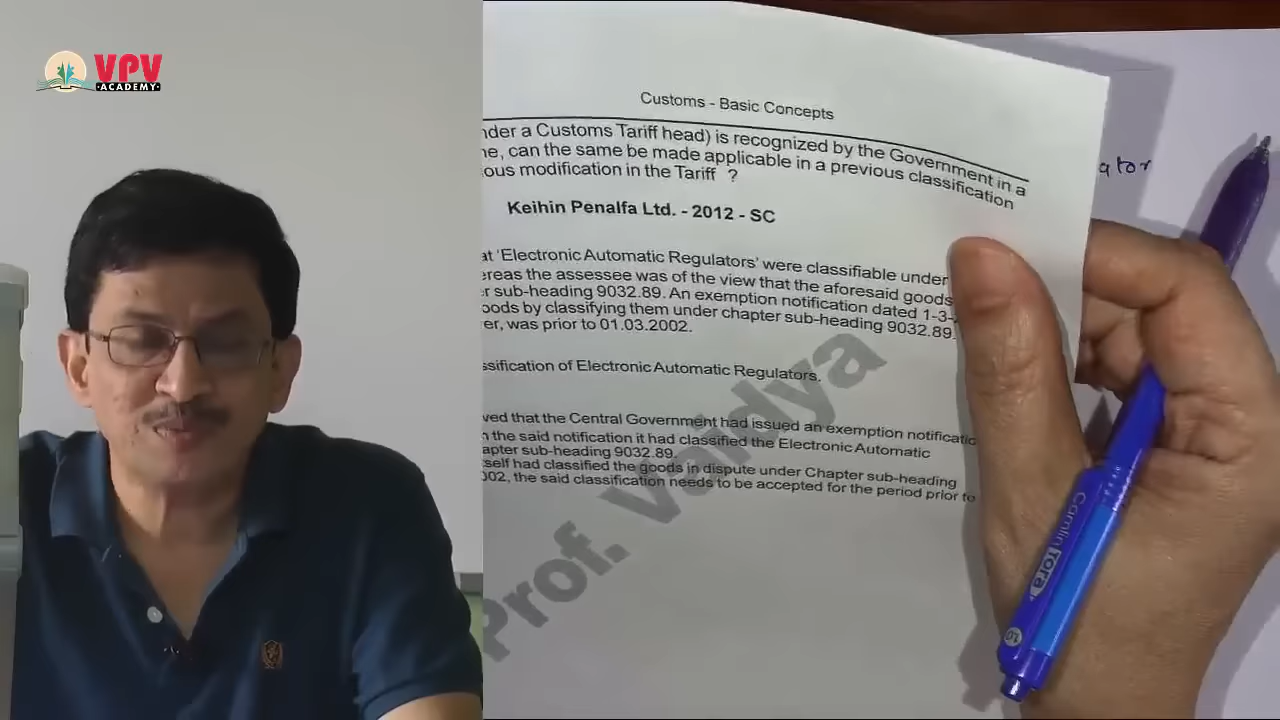 VPV
·ACADEMY·
Customs - Basic Concepts
nder a Customs Tariff head) is recognized by the Government in a
ne, can the same be made applicable in a previous classification
ous modification in the Tariff ?
Keihin Penalfa Ltd. - 2012 - SC
at 'Electronic Automatic Regulators' were classifiable under
ereas the assessee was of the view that the aforesaid goods
r sub-heading 9032.89. An exemption notification dated 1-3-
oods by classifying them under chapter sub-heading 9032.89.
er, was prior to 01.03.2002.
ssification of Electronic Automatic Regulators.
ved that the Central Government had issued an exemption notificatio
n the said notification it had classified the Electronic Automatic
apter sub-heading 9032.89.
tself had classified the goods in dispute under Chapter sub-heading
002, the said classification needs to be accepted for the period prior to
Prof. Vaidya
ator
Camlin tora
1.0